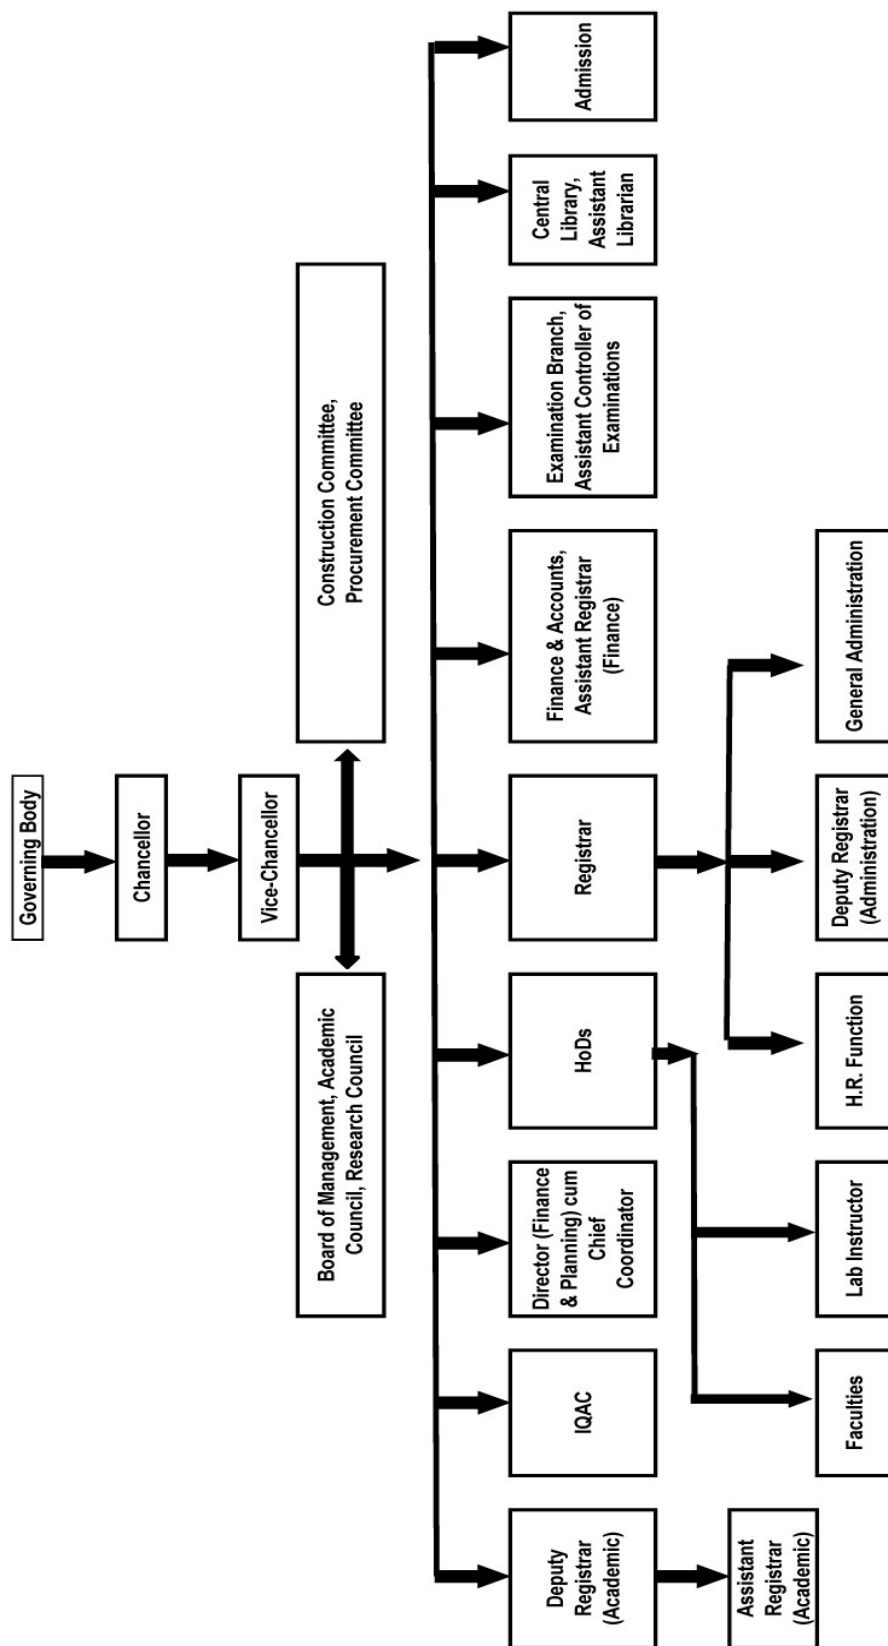 Governing Body
Chancellor
Vice-Chancellor
Board of Management, Academic
Council, Research Council
Construction Committee,
Procurement Committee
Deputy
Registrar
(Academic)
IQAC
Director (Finance
& Planning) cum
Chief
Coordinator
HoDs
Registrar
Finance & Accounts,
Assistant Registrar
(Finance)
Examination Branch,
Assistant Controller of
Examinations
Central
Library,
Assistant
Librarian
Admission
Assistant
Registrar
(Academic)
Faculties
Lab Instructor
H.R. Function
Deputy Registrar
(Administration)
General Administration